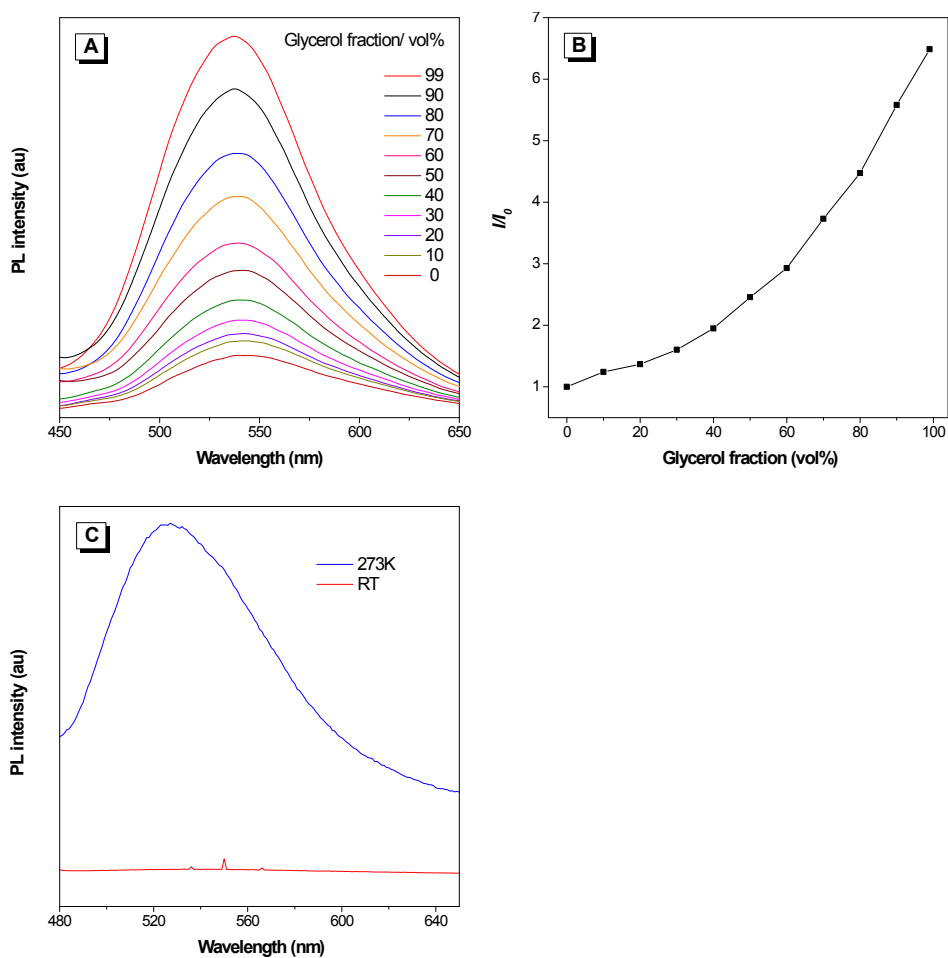 A
Glycerol fraction/ vol%
99
90
80
70
60
50
40
30
20
10
0
PL intensity (au)
450 500 550 600 650
Wavelength (nm)
B
7
6
5
4
3
2
1
I/I0
0 20 40 60 80 100
Glycerol fraction (vol%)
C
273K
RT
PL intensity (au)
480 520 560 600 640
Wavelength (nm)